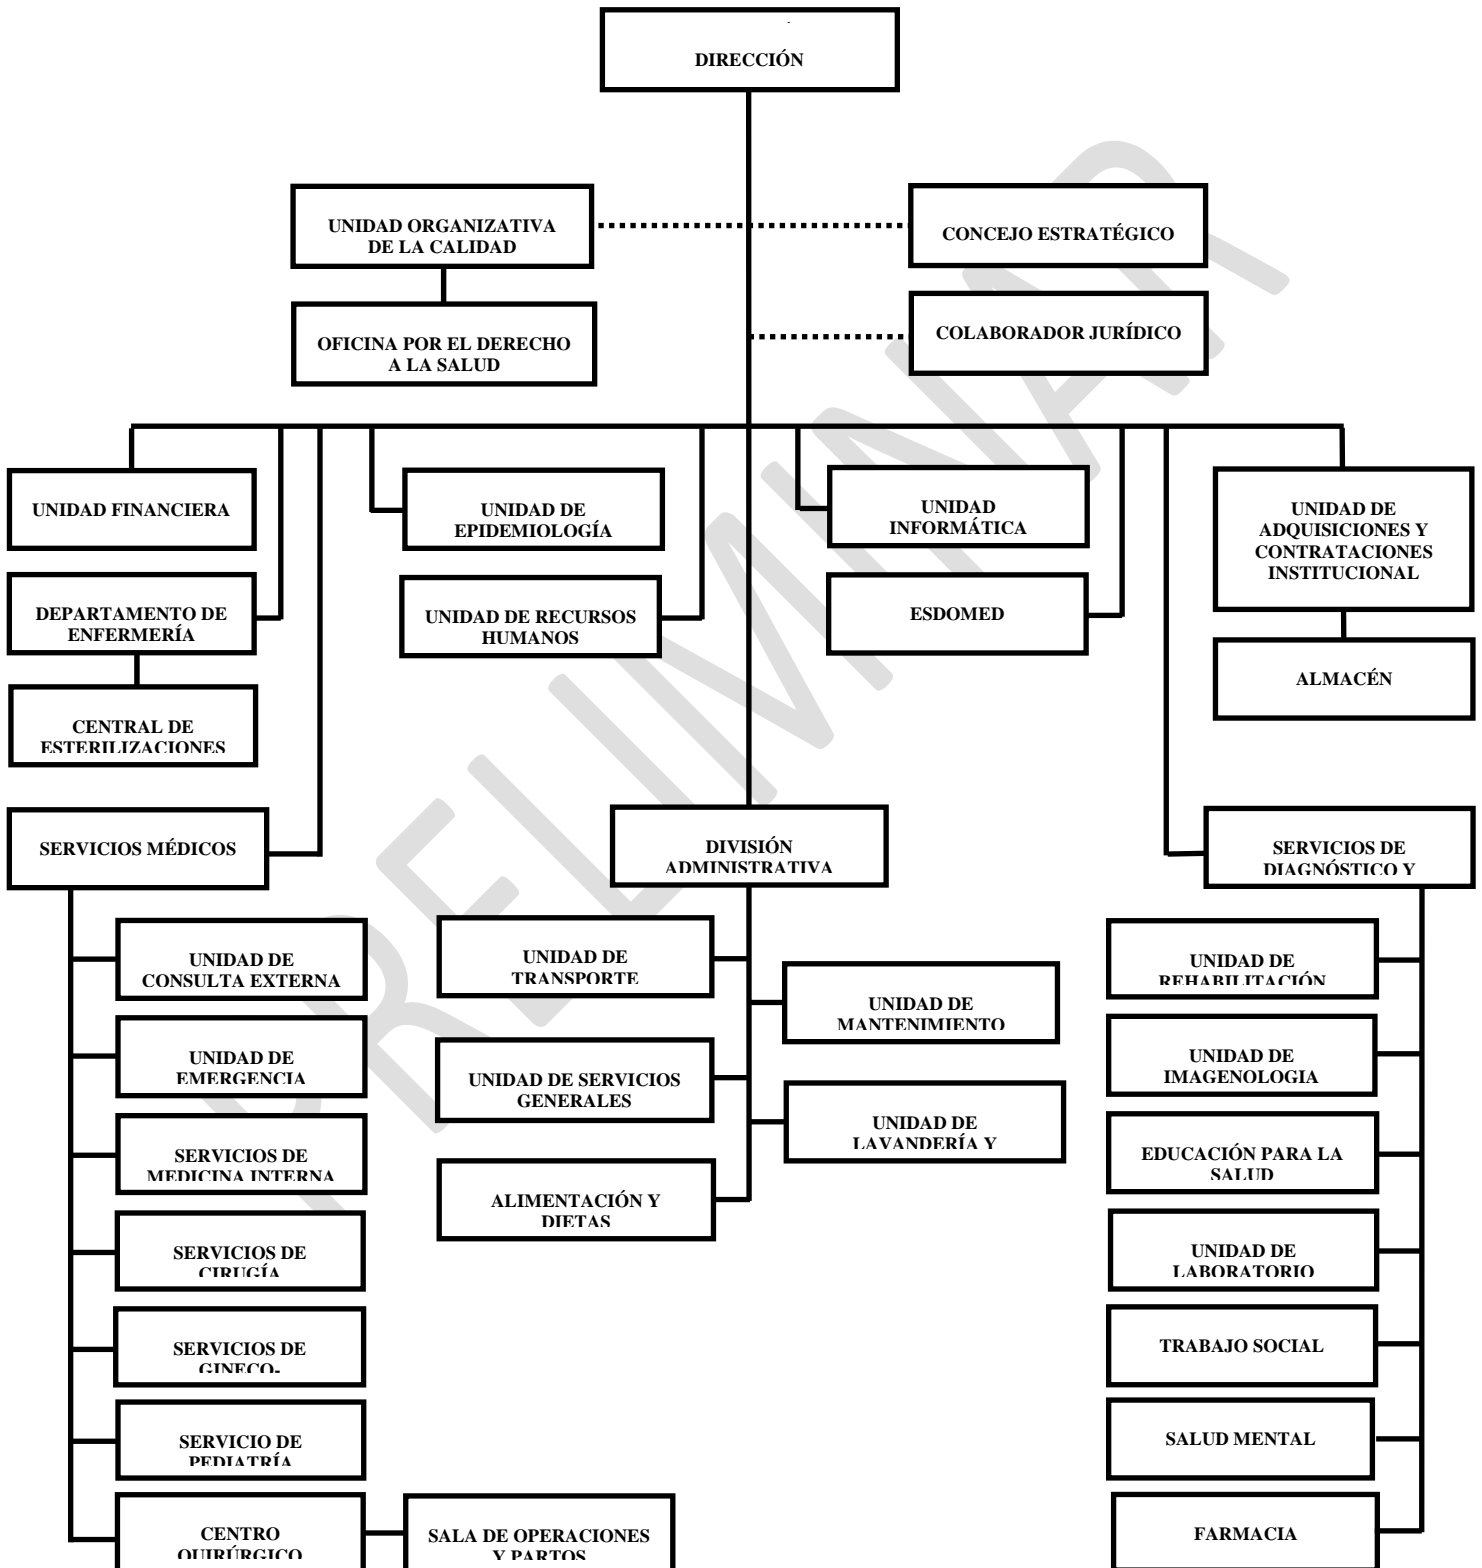 DIRECCIÓN
UNIDAD ORGANIZATIVA
DE LA CALIDAD
CONCEJO ESTRATÉGICO
OFICINA POR EL DERECHO
A LA SALUD
COLABORADOR JURÍDICO
UNIDAD FINANCIERA
UNIDAD DE
EPIDEMIOLOGÍA
UNIDAD
INFORMÁTICA
UNIDAD DE
ADQUISICIONES Y
CONTRATACIONES
INSTITUCIONAL
DEPARTAMENTO DE
ENFERMERÍA
UNIDAD DE RECURSOS
HUMANOS
ESDOMED
ALMACÉN
CENTRAL DE
ESTERILIZACIONES
SERVICIOS MÉDICOS
DIVISIÓN
ADMINISTRATIVA
SERVICIOS DE
DIAGNÓSTICO Y
UNIDAD DE
CONSULTA EXTERNA
UNIDAD DE
EMERGENCIA
SERVICIOS DE
MEDICINA INTERNA
SERVICIOS DE
CIRUGÍA
SERVICIOS DE
GINECO-
SERVICIO DE
PEDIATRÍA
CENTRO
QUIRÚRGICO
SALA DE OPERACIONES
Y PARTOS
UNIDAD DE
TRANSPORTE
UNIDAD DE
MANTENIMIENTO
UNIDAD DE SERVICIOS
GENERALES
UNIDAD DE
LAVANDERÍA Y
ALIMENTACIÓN Y
DIETAS
UNIDAD DE
REHABILITACIÓN
UNIDAD DE
IMAGENOLOGIA
EDUCACIÓN PARA LA
SALUD
UNIDAD DE
LABORATORIO
TRABAJO SOCIAL
SALUD MENTAL
FARMACIA
PRELIMINAR